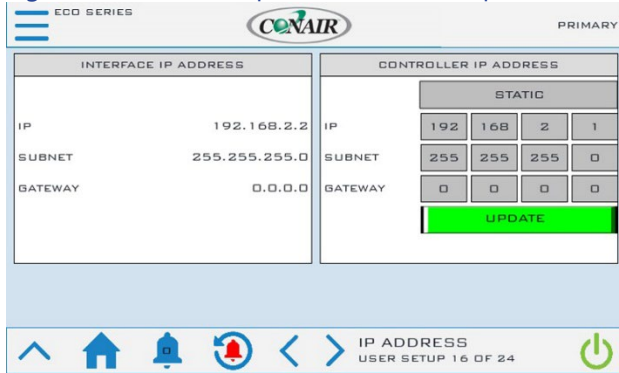 ECO SERIES
CONAIR
PRIMARY
INTERFACE IP ADDRESS
IP 192.168.2.2
SUBNET 255.255.255.0
GATEWAY 0.0.0.0
CONTROLLER IP ADDRESS
STATIC
IP 192 168 2 1
SUBNET 255 255 255 0
GATEWAY 0 0 0 0
UPDATE
0
IP ADDRESS
USER SETUP 16 OF 24